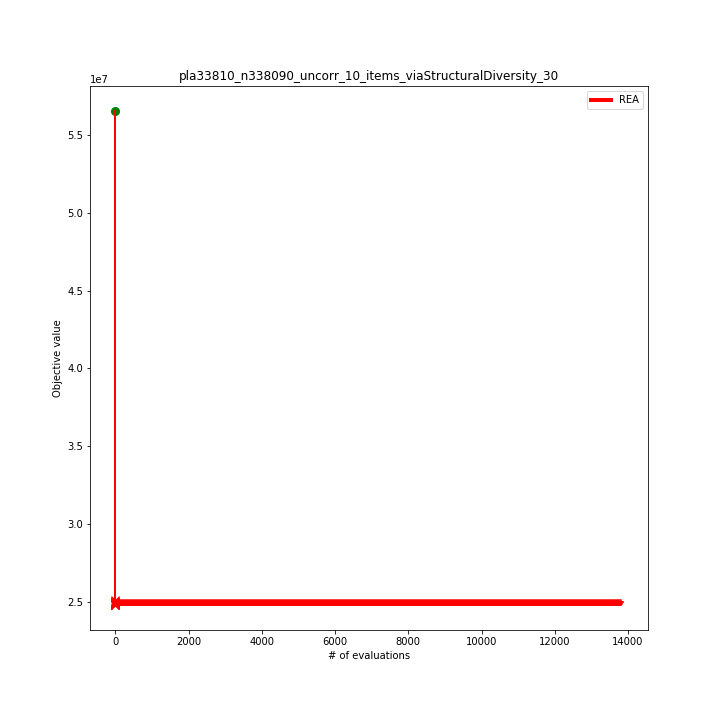 pla33810_n338090_uncorr_10_items_viaStructuralDiversity_30
1e7
REA
5.5
5.0
4.5
4.0
3.5
3.0
2.5
Objective value
0 2000 4000 6000 8000 10000 12000 14000
# of evaluations